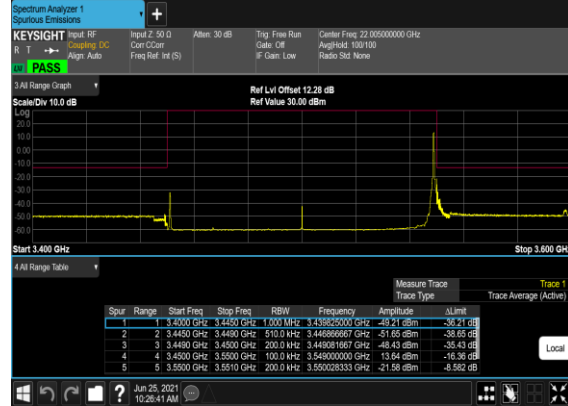 Spectrum Analyzer 1
Spurious Emissions
KEYSIGHT Input: RF Input Z: 50 Ω Atten: 30 dB Trig: Free Run Center Freq: 22.005000000 GHz
R T Coupling: DC Corr CCorr Gate: Off Avg|Hold: 100/100
Align: Auto Freq Ref: Int (S) IF Gain: Low Radio Std: None
LV PASS
3 All Range Graph
Ref Lvl Offset 12.28 dB
Scale/Div 10.0 dB Ref Value 30.00 dBm
Log
20.0
10.0
0.00
-10.0
-20.0
-30.0
-40.0
-50.0
-60.0
Start 3.400 GHz Stop 3.600 GHz
4 All Range Table
Measure Trace Trace 1
Trace Type Trace Average (Active)
Spur Range Start Freq Stop Freq RBW Frequency Amplitude ΔLimit
1 1 3.4000 GHz 3.4450 GHz 1.000 MHz 3.439825000 GHz -49.21 dBm -36.21 dB
2 2 3.4450 GHz 3.4490 GHz 510.0 kHz 3.446866667 GHz -51.65 dBm -38.65 dB
3 3 3.4490 GHz 3.4500 GHz 200.0 kHz 3.449081667 GHz -48.43 dBm -35.43 dB
4 4 3.4500 GHz 3.5500 GHz 100.0 kHz 3.549000000 GHz 13.64 dBm -16.36 dB
5 5 3.5500 GHz 3.5510 GHz 200.0 kHz 3.550028333 GHz -21.58 dBm -8.582 dB
Local
? Jun 25, 2021
10:26:41 AM